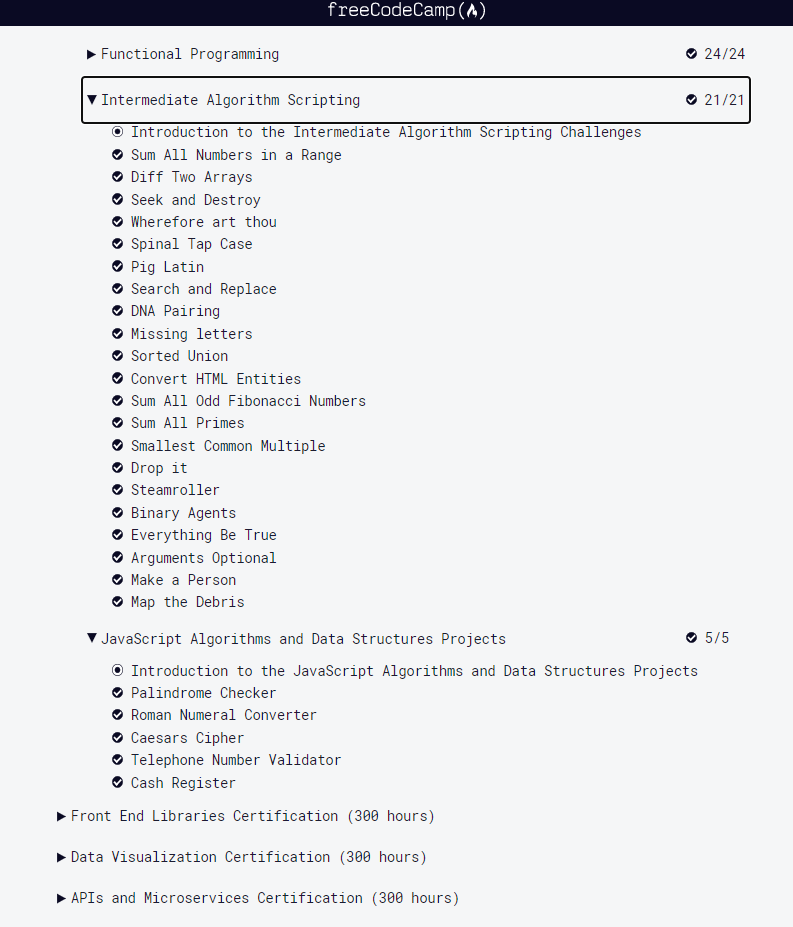 freeCodeCamp(🔥)
Functional Programming 24/24
Intermediate Algorithm Scripting 21/21
Introduction to the Intermediate Algorithm Scripting Challenges
Sum All Numbers in a Range
Diff Two Arrays
Seek and Destroy
Wherefore art thou
Spinal Tap Case
Pig Latin
Search and Replace
DNA Pairing
Missing letters
Sorted Union
Convert HTML Entities
Sum All Odd Fibonacci Numbers
Sum All Primes
Smallest Common Multiple
Drop it
Steamroller
Binary Agents
Everything Be True
Arguments Optional
Make a Person
Map the Debris
JavaScript Algorithms and Data Structures Projects 5/5
Introduction to the JavaScript Algorithms and Data Structures Projects
Palindrome Checker
Roman Numeral Converter
Caesars Cipher
Telephone Number Validator
Cash Register
Front End Libraries Certification (300 hours)
Data Visualization Certification (300 hours)
APIs and Microservices Certification (300 hours)